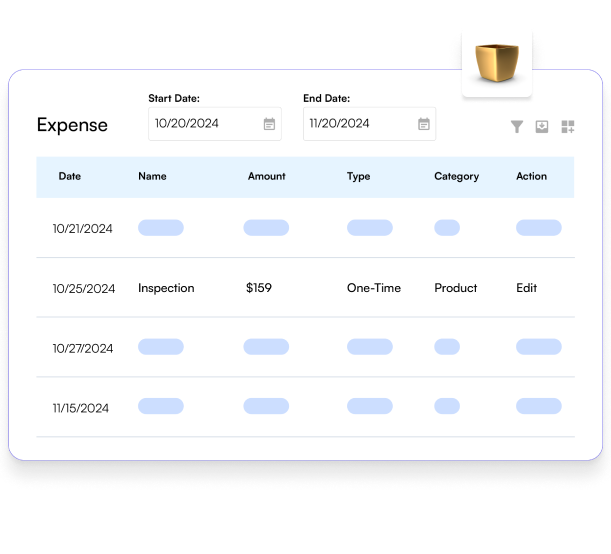 Start Date: End Date:
Expense 10/20/2024 11/20/2024
Date Name Amount Type Category Action
10/21/2024
10/25/2024 Inspection $159 One-Time Product Edit
10/27/2024
11/15/2024